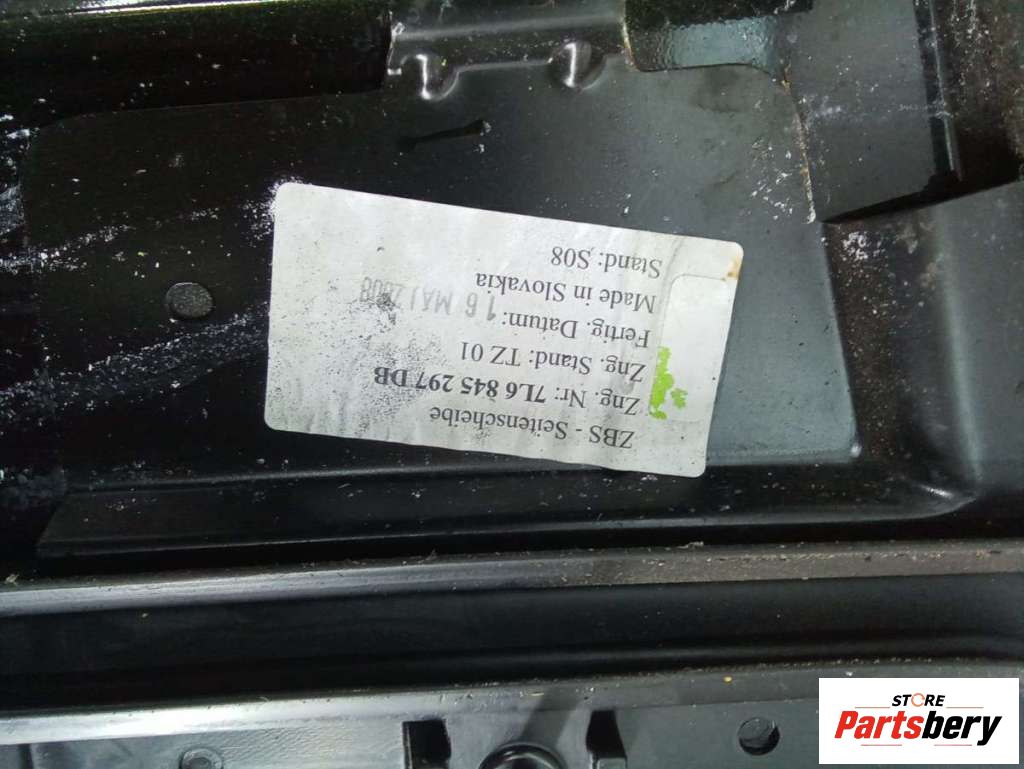 ZBS - Seitenscheibe
Zng. Nr: 7L6 845 297 DB
Zng. Stand: TZ 01
Fertig. Datum: 16 MAI 2008
Made in Slovakia
Stand: S08
STORE
Partsbery